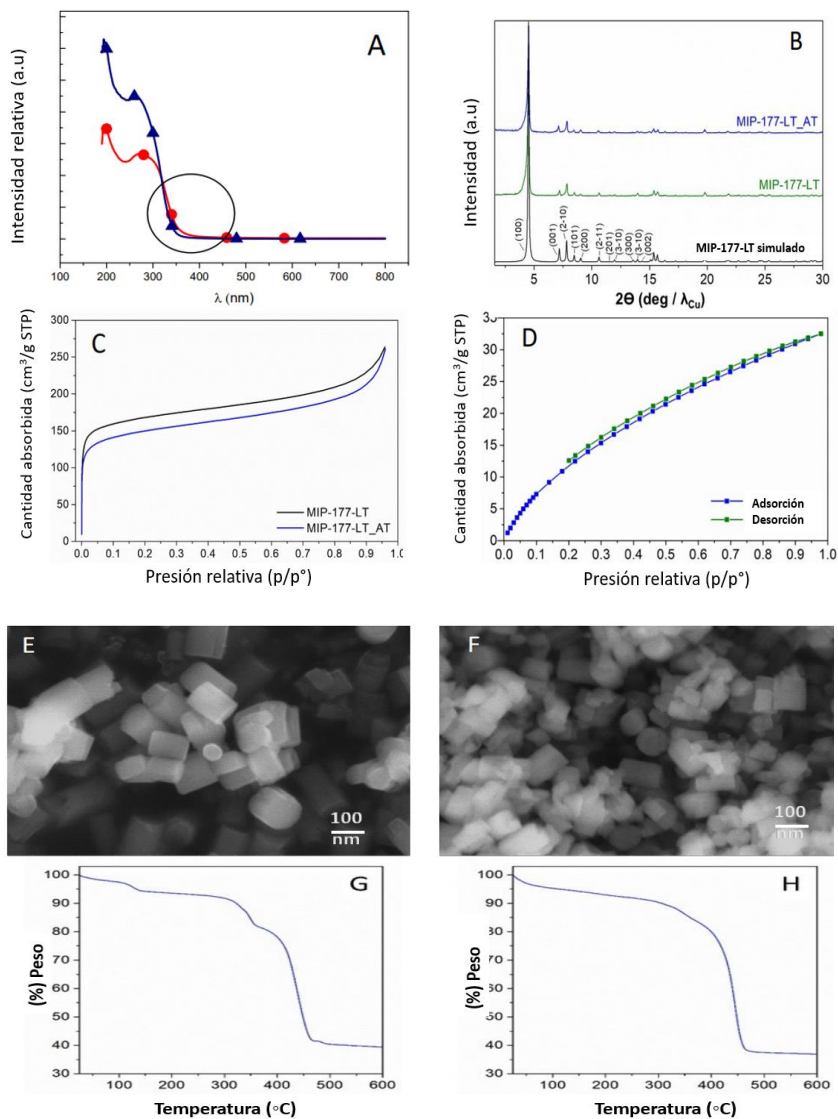 A
Intensidad relativa (a.u)
100 200 300 400 500 600 700 800
λ (nm)
B
Intensidad (a.u)
MIP-177-LT_AT
MIP-177-LT
MIP-177-LT simulado
(100)
(001)
(2-10)
(101)
(200)
(2-11)
(201)
(3-10)
(300)
(3-10)
(002)
5 10 15 20 25 30
2Θ (deg / λCu)
C
Cantidad absorbida (cm³/g STP)
300
250
200
150
100
50
0
MIP-177-LT
MIP-177-LT_AT
0.0 0.1 0.2 0.3 0.4 0.5 0.6 0.7 0.8 0.9 1.0
Presión relativa (p/p°)
D
Cantidad absorbida (cm³/g STP)
35
30
25
20
15
10
5
0
Adsorción
Desorción
0.0 0.1 0.2 0.3 0.4 0.5 0.6 0.7 0.8 0.9 1.0
Presión relativa (p/p°)
E
100
nm
F
100
nm
G
(%) Peso
100
90
80
70
60
50
40
30
100 200 300 400 500 600
Temperatura (◦C)
H
(%) Peso
100
90
80
70
60
50
40
30
100 200 300 400 500 600
Temperatura (◦C)